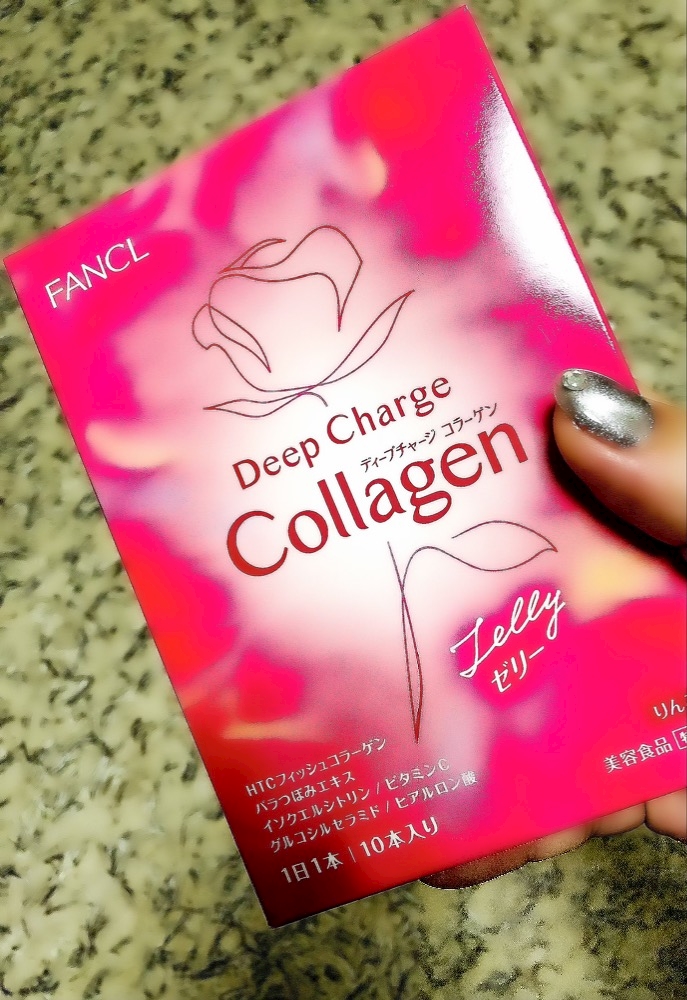 FANCL
Deep Charge
ディープチャージ コラーゲン
Collagen
Jelly
ゼリー
HTCフィッシュコラーゲン
バラつぼみエキス
イソクエルシトリン / ビタミンC
グルコシルセラミド / ヒアルロン酸
1日1本 | 10本入り
りん
美容食品